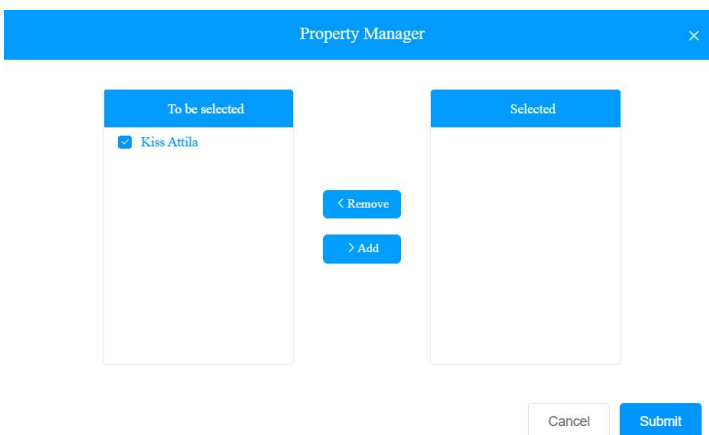 Property Manager
To be selected
Selected
Kiss Attila
< Remove
> Add
Cancel
Submit